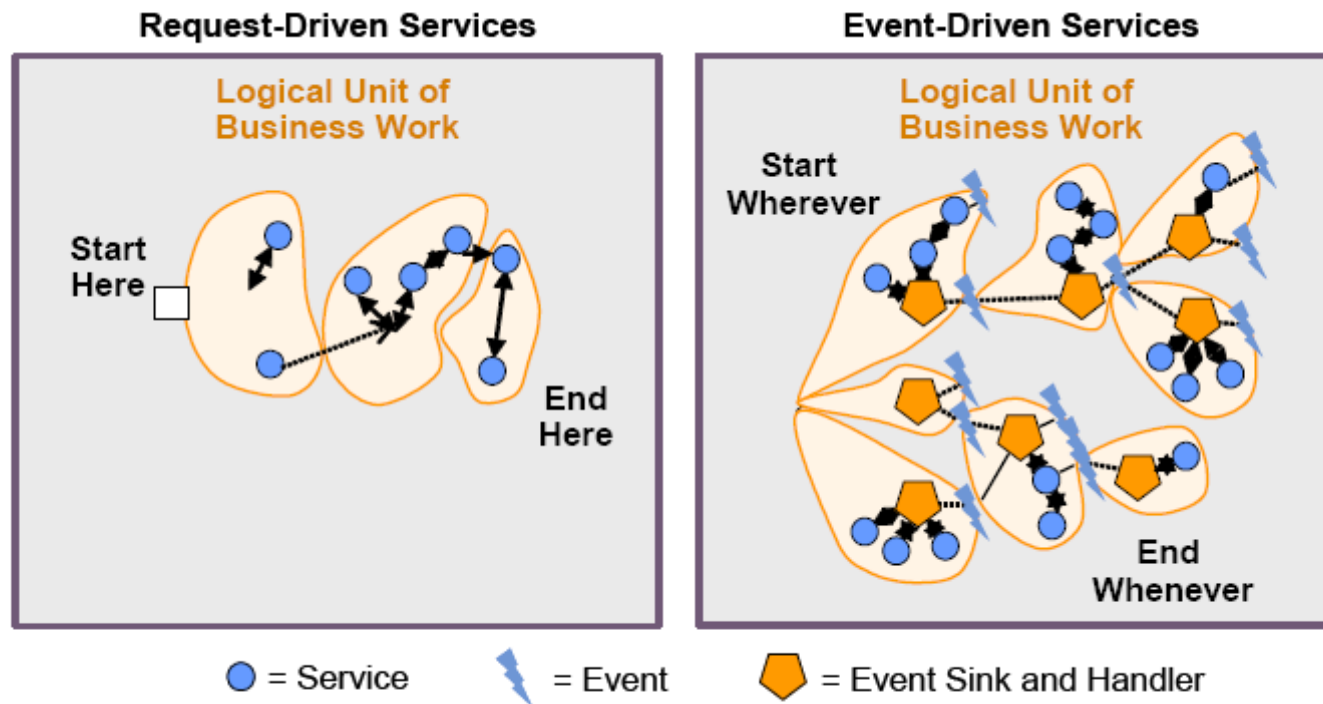 Request-Driven Services
Logical Unit of
Business Work
Start
Here
End
Here
Event-Driven Services
Logical Unit of
Business Work
Start
Wherever
End
Whenever
= Service
= Event
= Event Sink and Handler